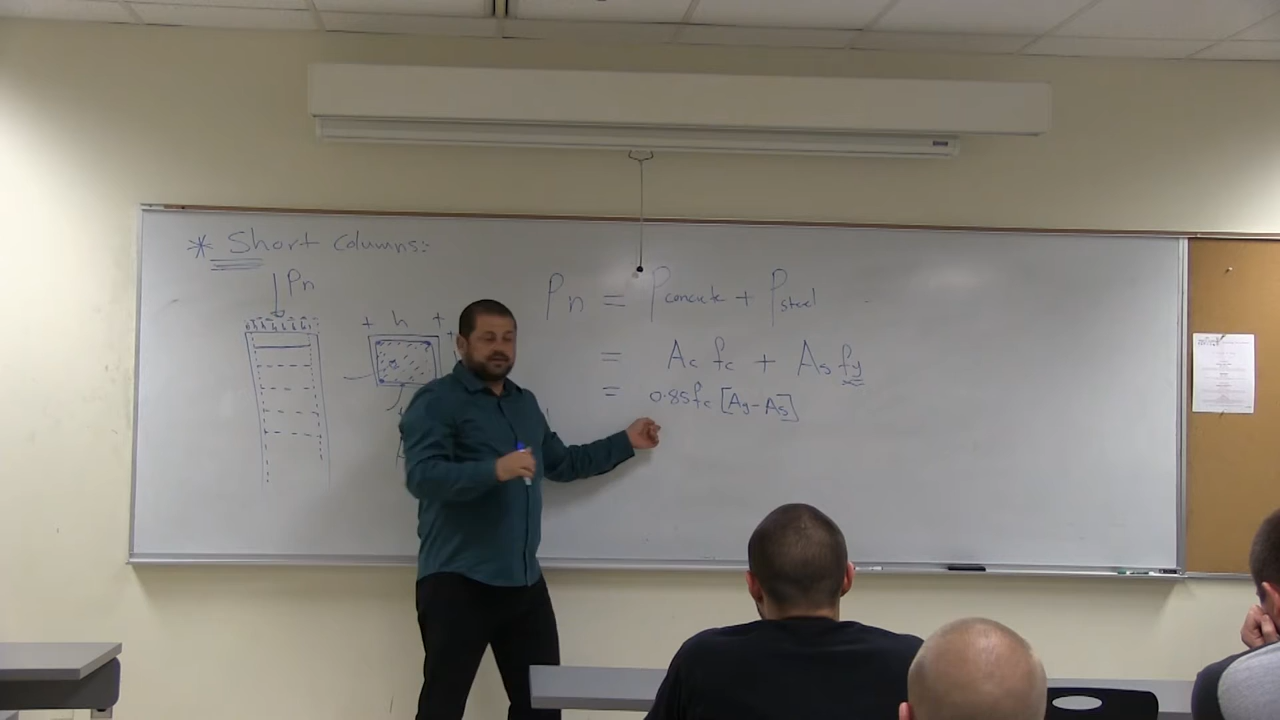 * Short Columns:
Pn
+ h +
Pn = Pconcrete + Psteel
= Ac fc + As fy
= 0.85fc [Ag-As]